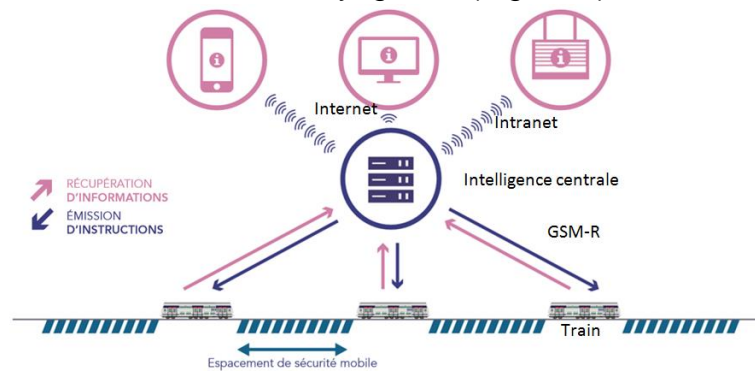 Internet
Intranet
Intelligence centrale
RÉCUPÉRATION
D'INFORMATIONS
ÉMISSION
D'INSTRUCTIONS
GSM-R
Train
Espacement de sécurité mobile